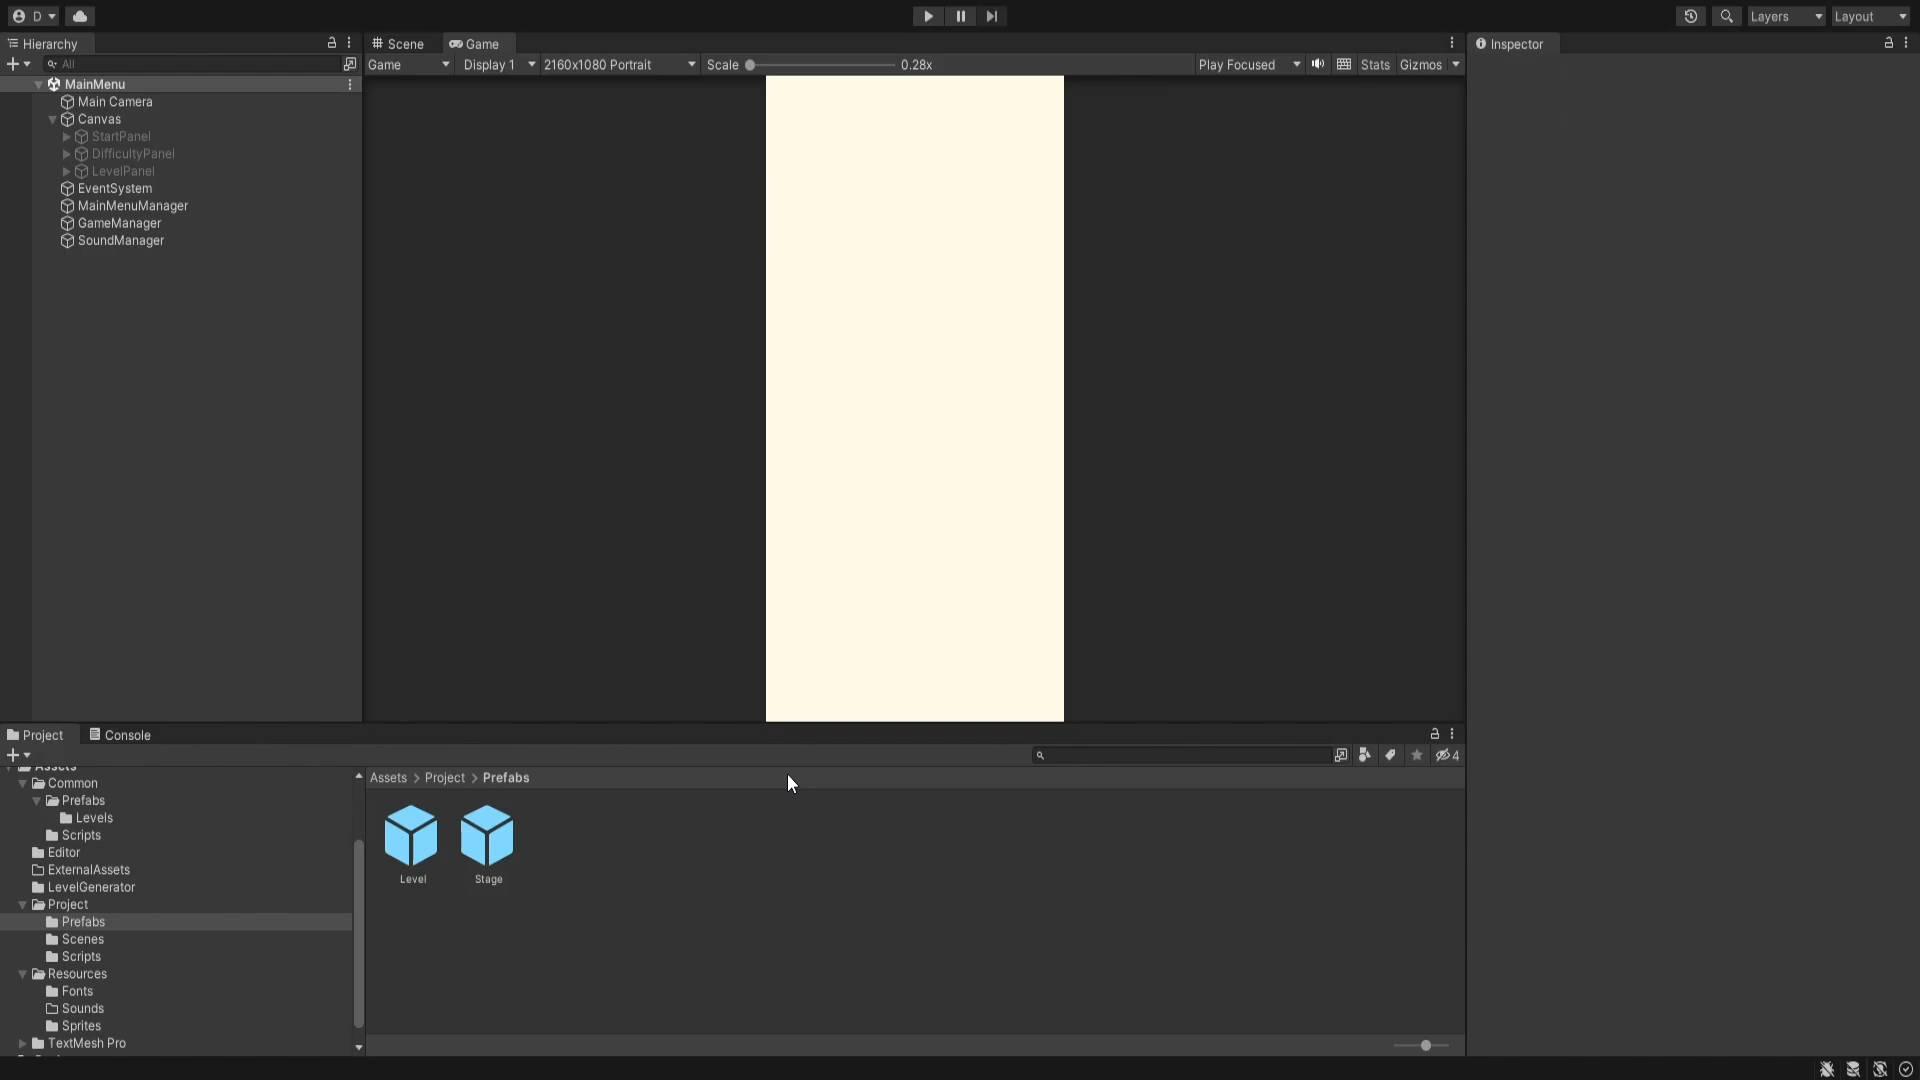 D
Layers
Layout
Hierarchy
Scene
Game
Inspector
All
Game
Display 1
2160x1080 Portrait
Scale
0.28x
Play Focused
Stats
Gizmos
MainMenu
Main Camera
Canvas
StartPanel
DifficultyPanel
LevelPanel
EventSystem
MainMenuManager
GameManager
SoundManager
Project
Console
4
Assets
Common
Prefabs
Levels
Scripts
Editor
ExternalAssets
LevelGenerator
Project
Prefabs
Scenes
Scripts
Resources
Fonts
Sounds
Sprites
TextMesh Pro
Assets > Project > Prefabs
Level
Stage